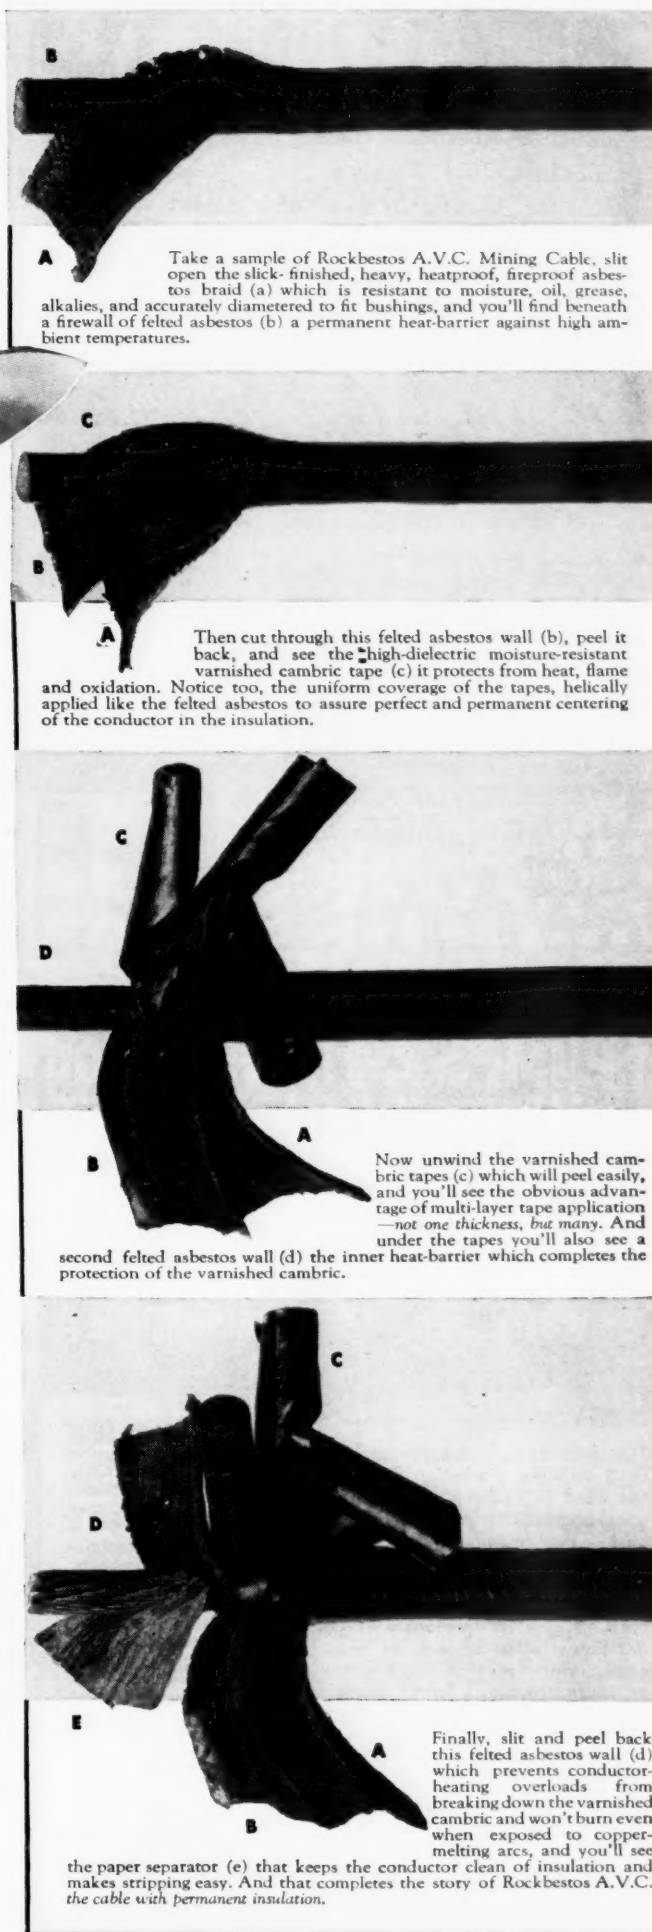 B
A
Take a sample of Rockbestos A.V.C. Mining Cable, slit
open the slick- finished, heavy, heatproof, fireproof asbes-
tos braid (a) which is resistant to moisture, oil, grease,
alkalies, and accurately diametered to fit bushings, and you'll find beneath
a firewall of felted asbestos (b) a permanent heat-barrier against high am-
bient temperatures.
C
B
A
Then cut through this felted asbestos wall (b), peel it
back, and see the high-dielectric moisture-resistant
varnished cambric tape (c) it protects from heat, flame
and oxidation. Notice too, the uniform coverage of the tapes, helically
applied like the felted asbestos to assure perfect and permanent centering
of the conductor in the insulation.
C
D
A
B
Now unwind the varnished cam-
bric tapes (c) which will peel easily,
and you'll see the obvious advan-
tage of multi-layer tape application
—not one thickness, but many. And
under the tapes you'll also see a
second felted asbestos wall (d) the inner heat-barrier which completes the
protection of the varnished cambric.
C
D
E
A
B
Finally, slit and peel back
this felted asbestos wall (d)
which prevents conductor-
heating overloads from
breaking down the varnished
cambric and won't burn even
when exposed to copper-
melting arcs, and you'll see
the paper separator (e) that keeps the conductor clean of insulation and
makes stripping easy. And that completes the story of Rockbestos A.V.C.
the cable with permanent insulation.